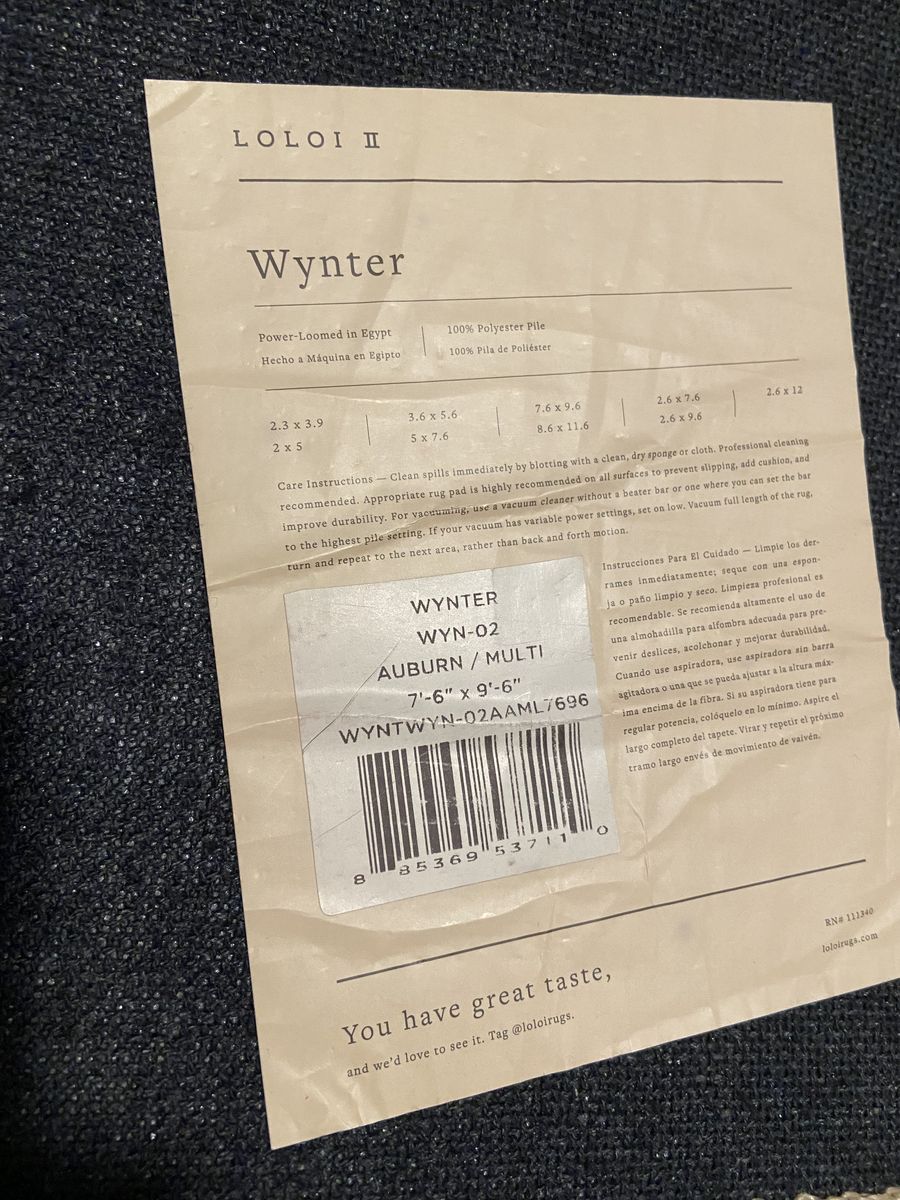 LOLOI II
Wynter
Power-Loomed in Egypt
Hecho a Máquina en Egipto
100% Polyester Pile
100% Pila de Poliéster
2.3 x 3.9
2 x 5
3.6 x 5.6
5 x 7.6
7.6 x 9.6
8.6 x 11.6
2.6 x 7.6
2.6 x 9.6
2.6 x 12
Care Instructions — Clean spills immediately by blotting with a clean, dry sponge or cloth. Professional cleaning
recommended. Appropriate rug pad is highly recommended on all surfaces to prevent slipping, add cushion, and
improve durability. For vacuuming, use a vacuum cleaner without a beater bar or one where you can set the bar
to the highest pile setting. If your vacuum has variable power settings, set on low. Vacuum full length of the rug,
turn and repeat to the next area, rather than back and forth motion.
WYNTER
WYN-02
AUBURN / MULTI
7'-6" x 9'-6"
WYNTWYN-02AAML7696
8 85369 53711 0
Instrucciones Para El Cuidado — Limpie los der-
rames inmediatamente; seque con una espon-
ja o paño limpio y seco. Limpieza profesional es
recomendable. Se recomienda altamente el uso de
una almohadilla para alfombra adecuada para pre-
venir deslices, acolchonar y mejorar durabilidad.
Cuando use aspiradora, use aspiradora sin barra
agitadora o una que se pueda ajustar a la altura máx-
ima encima de la fibra. Si su aspiradora tiene para
regular potencia, colóquelo en lo mínimo. Aspire el
largo completo del tapete. Virar y repetir el próximo
tramo largo envés de movimiento de vaivén.
RN# 111340
loloirugs.com
You have great taste,
and we'd love to see it. Tag @loloirugs.